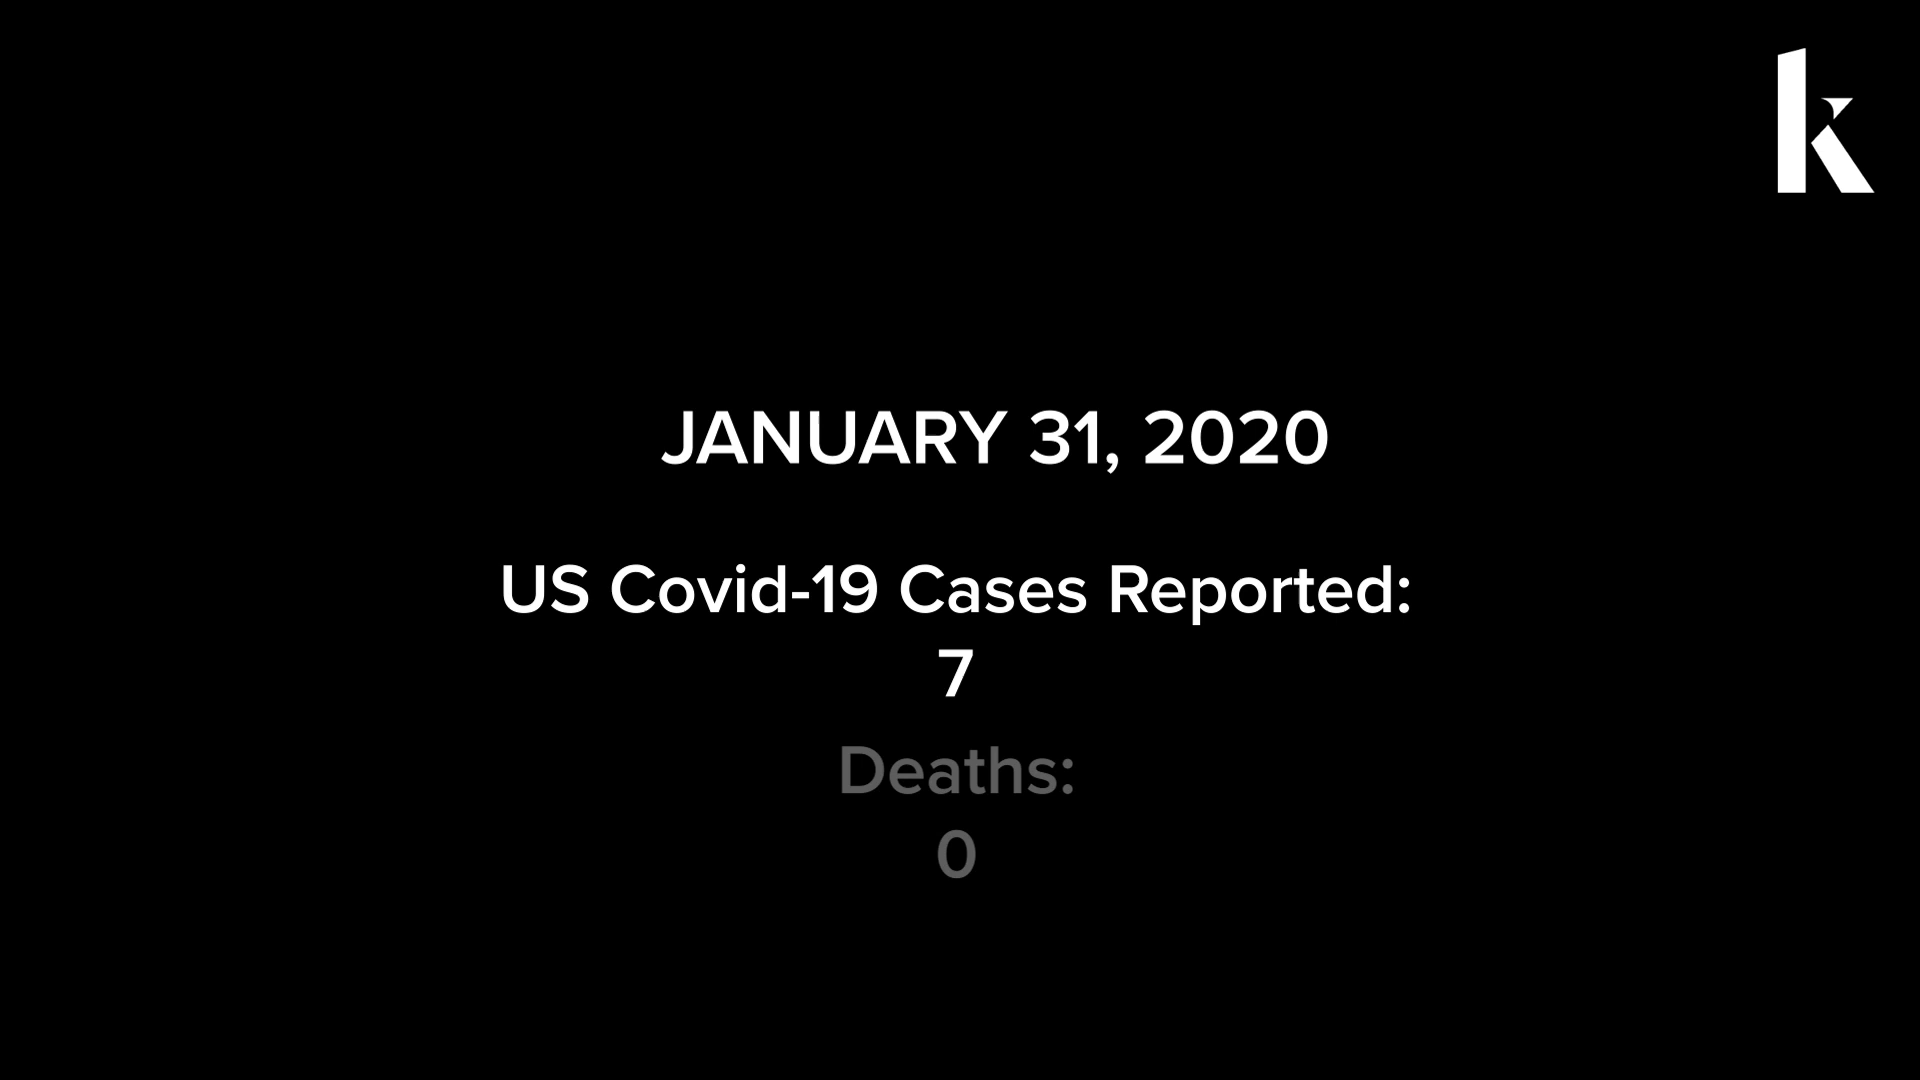 k
JANUARY 31, 2020
US Covid-19 Cases Reported:
7
Deaths:
0